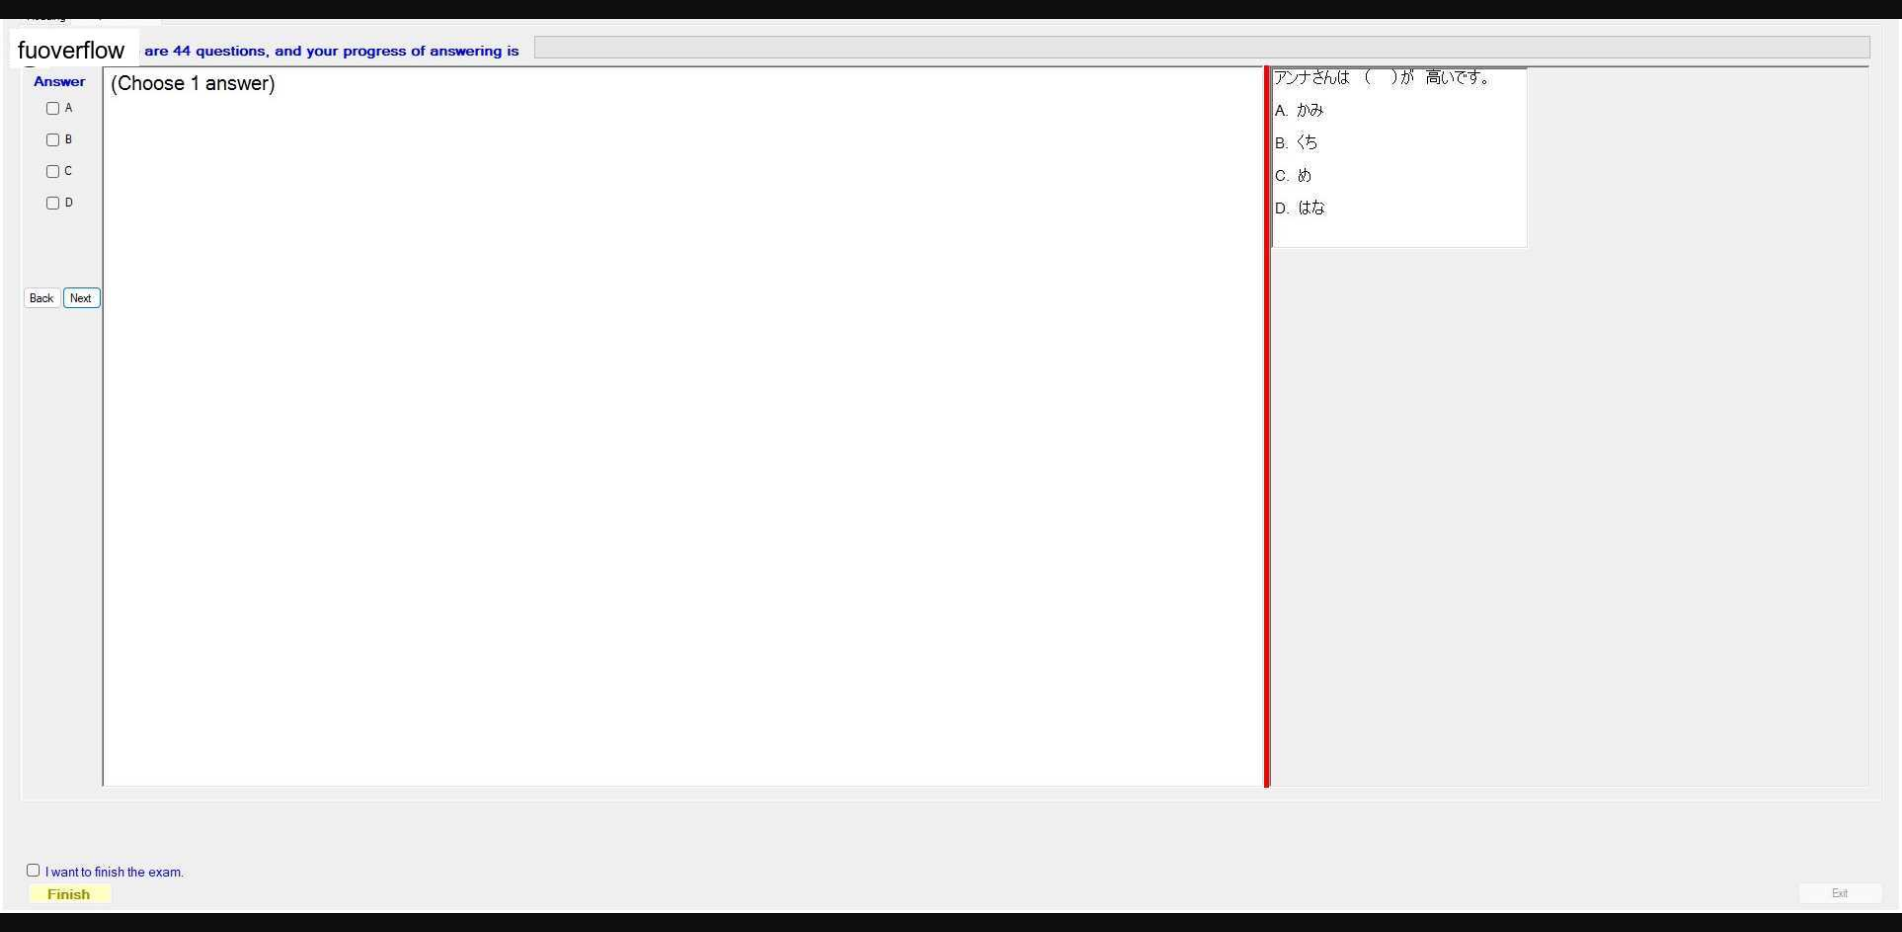 fuoverflow are 44 questions, and your progress of answering is
Answer
(Choose 1 answer)
A
B
C
D
Back Next
アンナさんは （　）が 高いです。
A. かみ
B. くち
C. め
D. はな
I want to finish the exam.
Finish
Exit